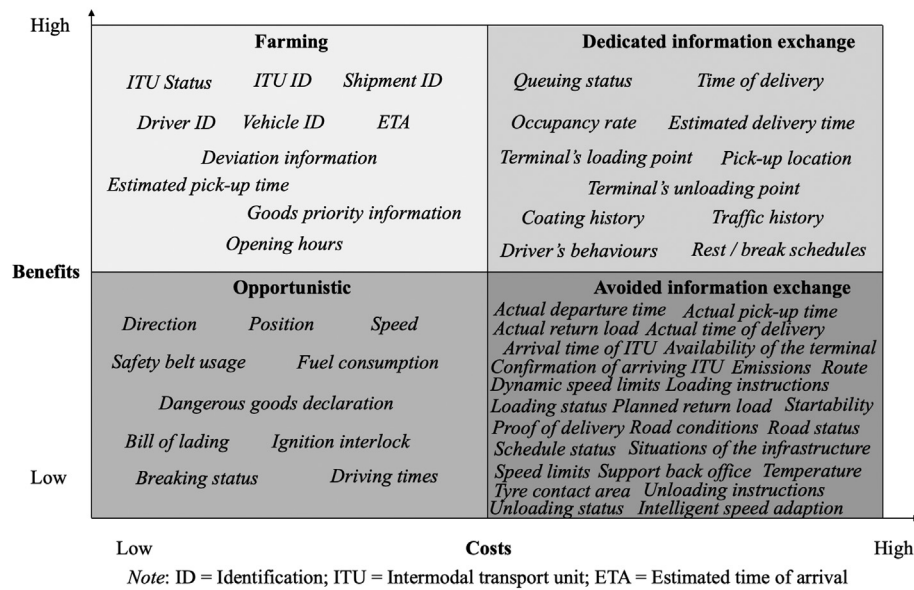 High
Farming
ITU Status ITU ID Shipment ID
Driver ID Vehicle ID ETA
Deviation information
Estimated pick-up time
Goods priority information
Opening hours
Dedicated information exchange
Queuing status Time of delivery
Occupancy rate Estimated delivery time
Terminal's loading point Pick-up location
Terminal's unloading point
Coating history Traffic history
Driver's behaviours Rest / break schedules
Benefits
Opportunistic
Direction Position Speed
Safety belt usage Fuel consumption
Dangerous goods declaration
Bill of lading Ignition interlock
Breaking status Driving times
Avoided information exchange
Actual departure time Actual pick-up time
Actual return load Actual time of delivery
Arrival time of ITU Availability of the terminal
Confirmation of arriving ITU Emissions Route
Dynamic speed limits Loading instructions
Loading status Planned return load Startability
Proof of delivery Road conditions Road status
Schedule status Situations of the infrastructure
Speed limits Support back office Temperature
Tyre contact area Unloading instructions
Unloading status Intelligent speed adaption
Low
Low Costs High
Note: ID = Identification; ITU = Intermodal transport unit; ETA = Estimated time of arrival